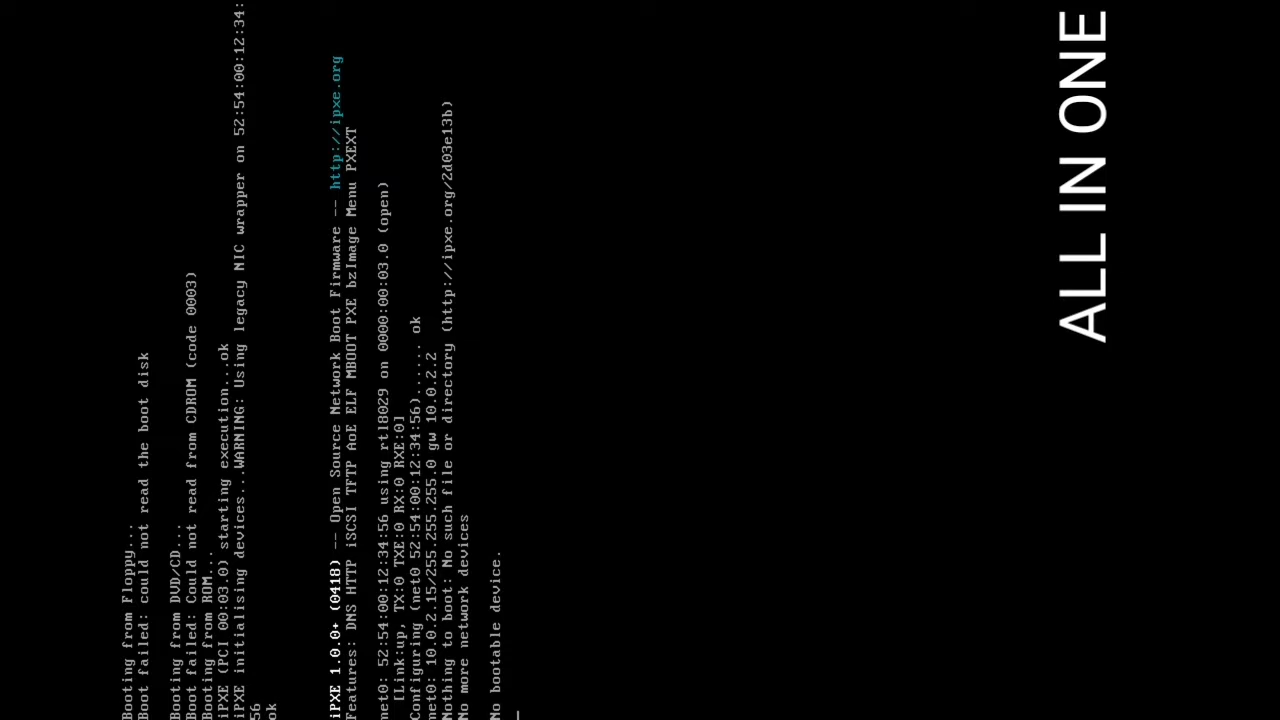 Booting from Floppy...
Boot failed: could not read the boot disk
Booting from DVD/CD...
Boot failed: Could not read from CDROM (code 0003)
Booting from ROM...
iPXE (PCI 00:03.0) starting execution...ok
iPXE initialising devices...WARNING: Using legacy NIC wrapper on 52:54:00:12:34:
56
ok
iPXE 1.0.0+ (0418) -- Open Source Network Boot Firmware -- http://ipxe.org
Features: DNS HTTP iSCSI TFTP AoE ELF MBOOT PXE bzImage Menu PXEXT
net0: 52:54:00:12:34:56 using rtl8029 on 0000:00:03.0 (open)
[Link:up, TX:0 TXE:0 RX:0 RXE:0]
Configuring (net0 52:54:00:12:34:56)..... ok
net0: 10.0.2.15/255.255.255.0 gw 10.0.2.2
Nothing to boot: No such file or directory (http://ipxe.org/2d03e13b)
No more network devices
No bootable device.
ALL IN ONE